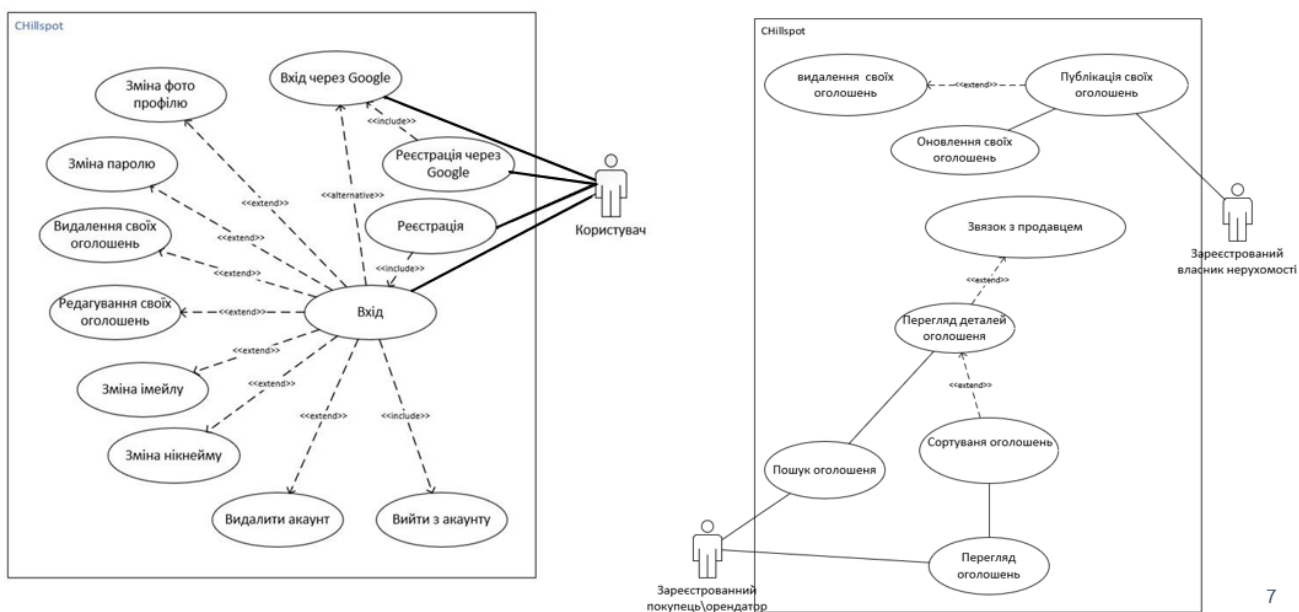 CHillspot
Зміна фото
профілю
Вхід через Google
<<include>>
Зміна паролю
Реєстрація через
Google
<<alternative>>
<<extend>>
Видалення своїх
оголошень
<<extend>>
Реєстрація
Користувач
<<extend>>
<<include>>
Редагування своїх
оголошень
<<extend>>
Вхід
<<extend>>
Зміна імейлу
<<extend>>
<<extend>>
<<include>>
Зміна нікнейму
Видалити акаунт
Вийти з акаунту
CHillspot
видалення своїх
оголошень
<<extend>>
Публікація своїх
оголошень
Оновлення своїх
оголошень
Звязок з продавцем
Зареєстрований
власник нерухомості
<<extend>>
Перегляд деталей
оголошеня
<<extend>>
Сортуваня оголошень
Пошук оголошеня
Перегляд
оголошень
Зареєстрованний
покупець\орендатор
7